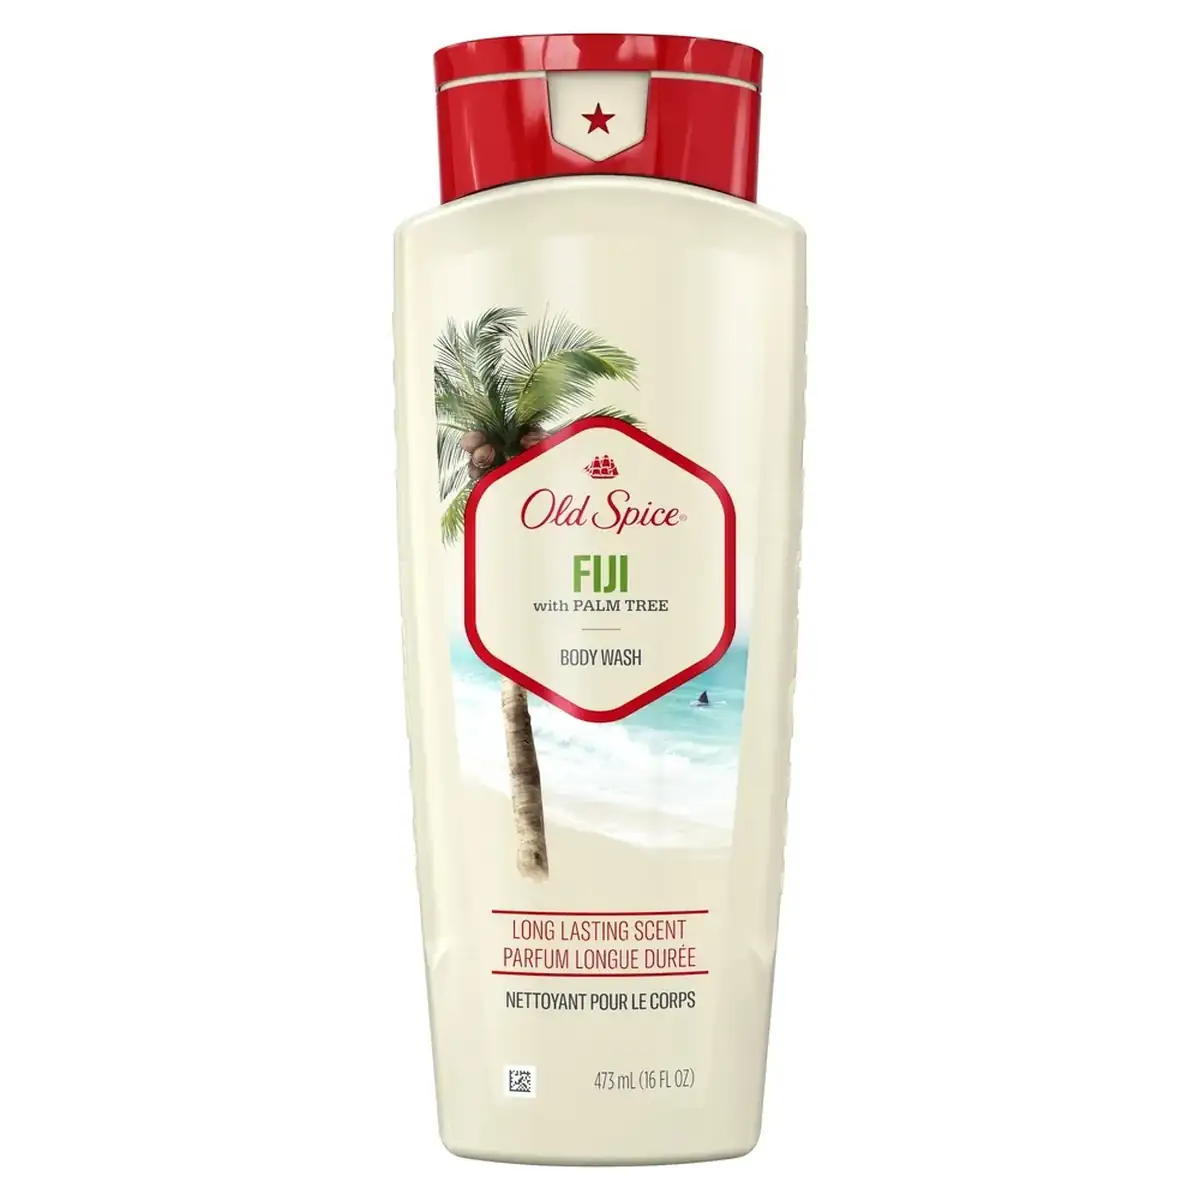 Old Spice®
FIJI
with PALM TREE
BODY WASH
LONG LASTING SCENT
PARFUM LONGUE DURÉE
NETTOYANT POUR LE CORPS
473 mL (16 FL OZ)